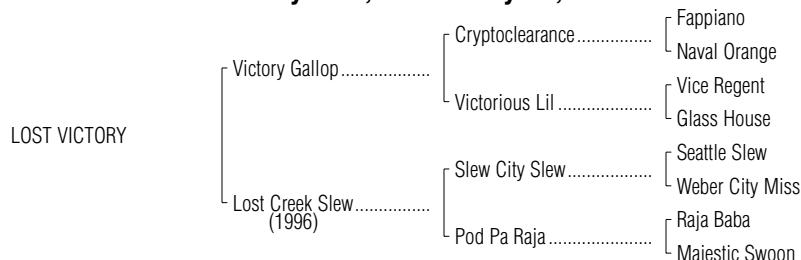 Fappiano
Cryptoclearance................
Naval Orange
Victory Gallop...................
Vice Regent
Victorious Lil ....................
Glass House
LOST VICTORY
Seattle Slew
Slew City Slew..................
Weber City Miss
Lost Creek Slew................
(1996)
Raja Baba
Pod Pa Raja ......................
Majestic Swoon